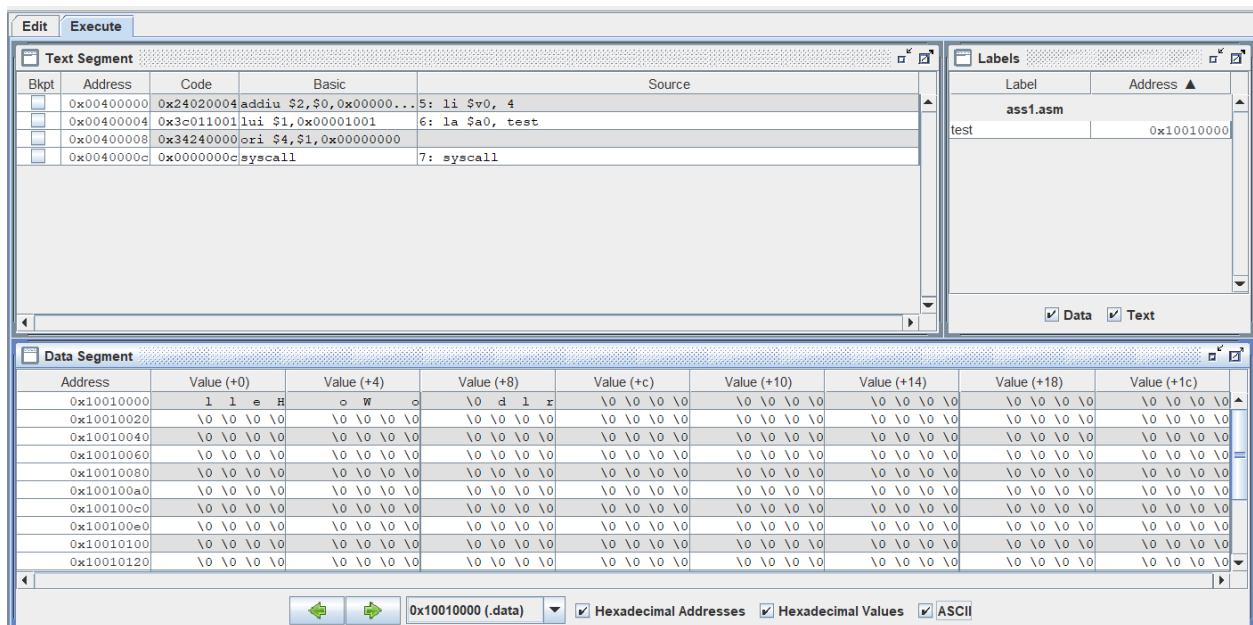 Edit Execute
Text Segment
Bkpt Address Code Basic Source
0x00400000 0x24020004 addiu $2,$0,0x00000... 5: li $v0, 4
0x00400004 0x3c011001 lui $1,0x00001001 6: la $a0, test
0x00400008 0x34240000 ori $4,$1,0x00000000
0x0040000c 0x0000000c syscall 7: syscall
Labels
Label Address ▲
ass1.asm
test 0x10010000
Data Text
Data Segment
Address Value (+0) Value (+4) Value (+8) Value (+c) Value (+10) Value (+14) Value (+18) Value (+1c)
0x10010000 l l e H o W o \0 d l r \0 \0 \0 \0 \0 \0 \0 \0 \0 \0 \0 \0 \0 \0 \0 \0 \0 \0 \0 \0
0x10010020 \0 \0 \0 \0 \0 \0 \0 \0 \0 \0 \0 \0 \0 \0 \0 \0 \0 \0 \0 \0 \0 \0 \0 \0 \0 \0 \0 \0 \0 \0 \0 \0
0x10010040 \0 \0 \0 \0 \0 \0 \0 \0 \0 \0 \0 \0 \0 \0 \0 \0 \0 \0 \0 \0 \0 \0 \0 \0 \0 \0 \0 \0 \0 \0 \0 \0
0x10010060 \0 \0 \0 \0 \0 \0 \0 \0 \0 \0 \0 \0 \0 \0 \0 \0 \0 \0 \0 \0 \0 \0 \0 \0 \0 \0 \0 \0 \0 \0 \0 \0
0x10010080 \0 \0 \0 \0 \0 \0 \0 \0 \0 \0 \0 \0 \0 \0 \0 \0 \0 \0 \0 \0 \0 \0 \0 \0 \0 \0 \0 \0 \0 \0 \0 \0
0x100100a0 \0 \0 \0 \0 \0 \0 \0 \0 \0 \0 \0 \0 \0 \0 \0 \0 \0 \0 \0 \0 \0 \0 \0 \0 \0 \0 \0 \0 \0 \0 \0 \0
0x100100c0 \0 \0 \0 \0 \0 \0 \0 \0 \0 \0 \0 \0 \0 \0 \0 \0 \0 \0 \0 \0 \0 \0 \0 \0 \0 \0 \0 \0 \0 \0 \0 \0
0x100100e0 \0 \0 \0 \0 \0 \0 \0 \0 \0 \0 \0 \0 \0 \0 \0 \0 \0 \0 \0 \0 \0 \0 \0 \0 \0 \0 \0 \0 \0 \0 \0 \0
0x10010100 \0 \0 \0 \0 \0 \0 \0 \0 \0 \0 \0 \0 \0 \0 \0 \0 \0 \0 \0 \0 \0 \0 \0 \0 \0 \0 \0 \0 \0 \0 \0 \0
0x10010120 \0 \0 \0 \0 \0 \0 \0 \0 \0 \0 \0 \0 \0 \0 \0 \0 \0 \0 \0 \0 \0 \0 \0 \0 \0 \0 \0 \0 \0 \0 \0 \0
0x10010000 (.data) Hexadecimal Addresses Hexadecimal Values ASCII